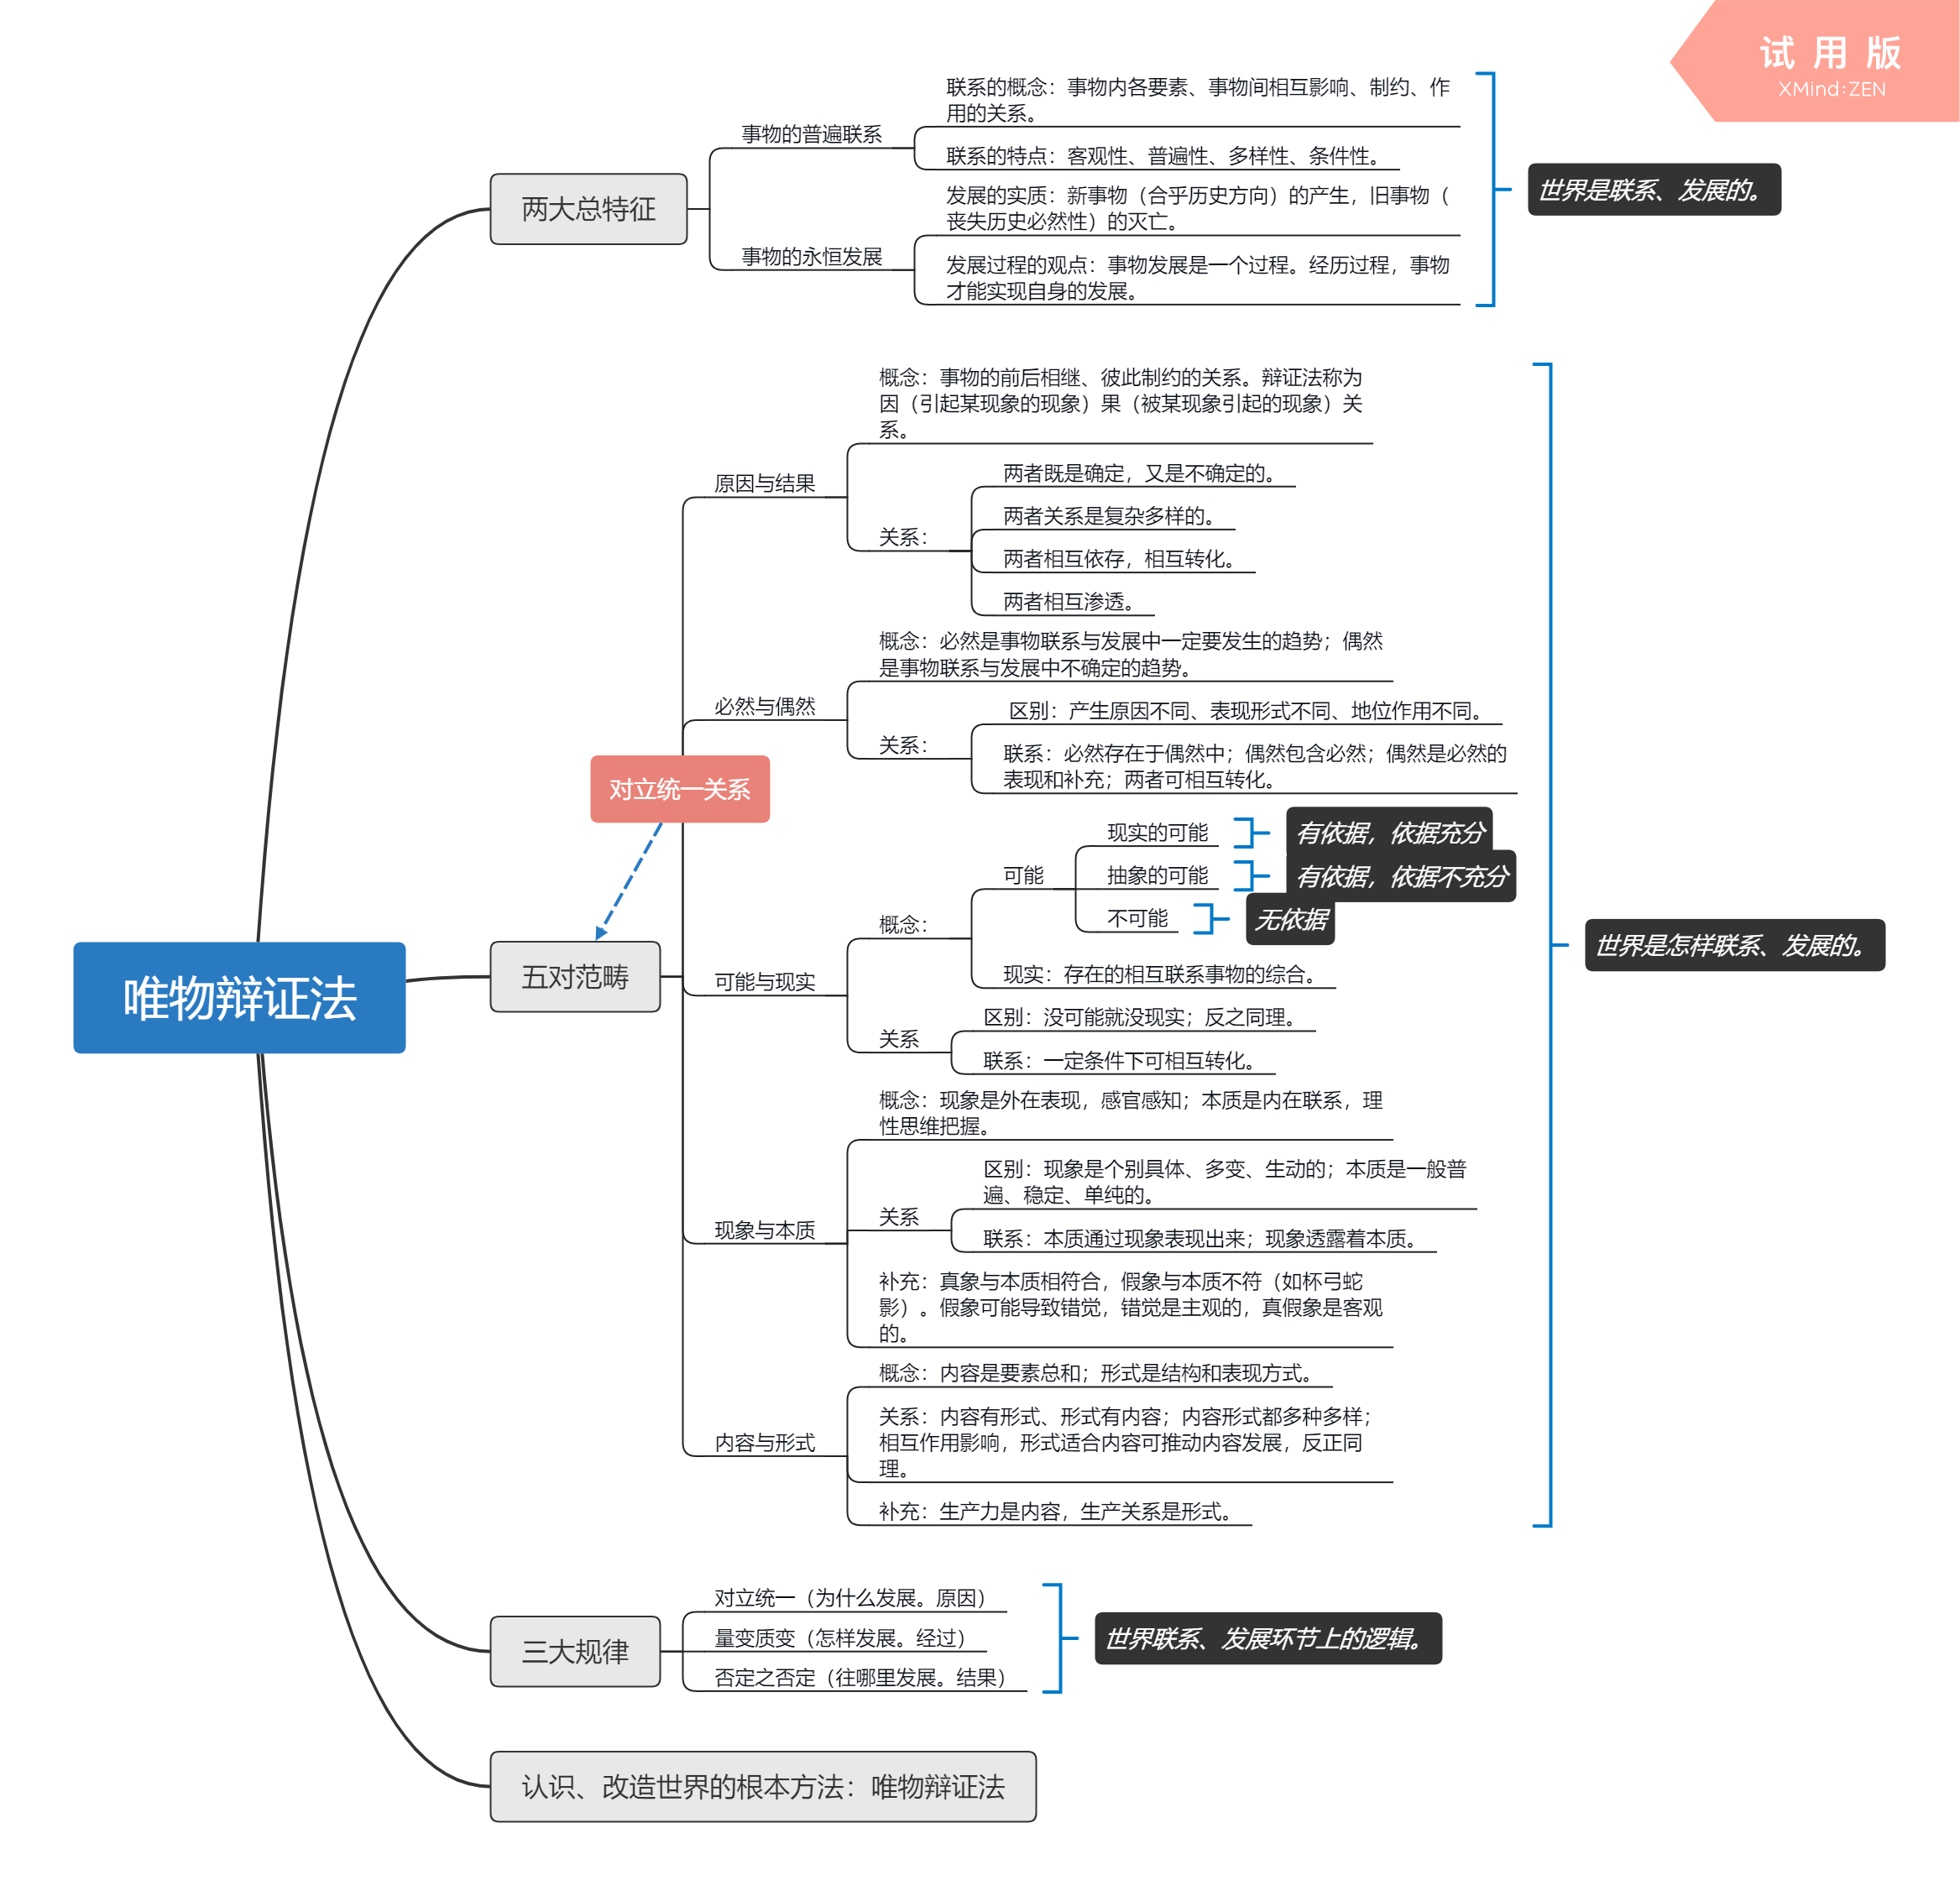 试用版
XMind:ZEN
唯物辩证法
两大总特征
事物的普遍联系
联系的概念：事物内各要素、事物间相互影响、制约、作
用的关系。
联系的特点：客观性、普遍性、多样性、条件性。
事物的永恒发展
发展的实质：新事物（合乎历史方向）的产生，旧事物（
丧失历史必然性）的灭亡。
发展过程的观点：事物发展是一个过程。经历过程，事物
才能实现自身的发展。
世界是联系、发展的。
五对范畴
对立统一关系
原因与结果
概念：事物的前后相继、彼此制约的关系。辩证法称为
因（引起某现象的现象）果（被某现象引起的现象）关
系。
关系：
两者既是确定，又是不确定的。
两者关系是复杂多样的。
两者相互依存，相互转化。
两者相互渗透。
必然与偶然
概念：必然是事物联系与发展中一定要发生的趋势；偶然
是事物联系与发展中不确定的趋势。
关系：
区别：产生原因不同、表现形式不同、地位作用不同。
联系：必然存在于偶然中；偶然包含必然；偶然是必然的
表现和补充；两者可相互转化。
可能与现实
概念：
可能
现实的可能
有依据，依据充分
抽象的可能
有依据，依据不充分
不可能
无依据
现实：存在的相互联系事物的综合。
关系
区别：没可能就没现实；反之同理。
联系：一定条件下可相互转化。
现象与本质
概念：现象是外在表现，感官感知；本质是内在联系，理
性思维把握。
关系
区别：现象是个别具体、多变、生动的；本质是一般普
遍、稳定、单纯的。
联系：本质通过现象表现出来；现象透露着本质。
补充：真象与本质相符合，假象与本质不符（如杯弓蛇
影）。假象可能导致错觉，错觉是主观的，真假象是客观
的。
内容与形式
概念：内容是要素总和；形式是结构和表现方式。
关系：内容有形式、形式有内容；内容形式都多种多样；
相互作用影响，形式适合内容可推动内容发展，反正同
理。
补充：生产力是内容，生产关系是形式。
世界是怎样联系、发展的。
三大规律
对立统一（为什么发展。原因）
量变质变（怎样发展。经过）
否定之否定（往哪里发展。结果）
世界联系、发展环节上的逻辑。
认识、改造世界的根本方法：唯物辩证法